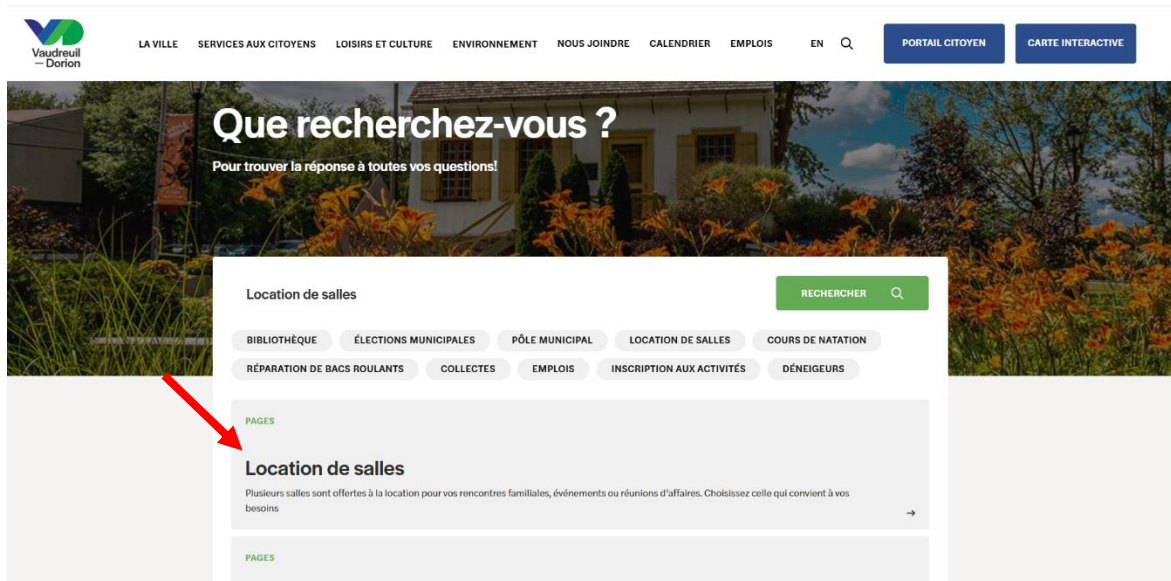 Vaudreuil
— Dorion
LA VILLE SERVICES AUX CITOYENS LOISIRS ET CULTURE ENVIRONNEMENT NOUS JOINDRE CALENDRIER EMPLOIS EN PORTAIL CITOYEN CARTE INTERACTIVE
Que recherchez-vous ?
Pour trouver la réponse à toutes vos questions!
Location de salles RECHERCHER
BIBLIOTHÈQUE ÉLECTIONS MUNICIPALES PÔLE MUNICIPAL LOCATION DE SALLES COURS DE NATATION
RÉPARATION DE BACS ROULANTS COLLECTES EMPLOIS INSCRIPTION AUX ACTIVITÉS DÉNEIGEURS
PAGES
Location de salles
Plusieurs salles sont offertes à la location pour vos rencontres familiales, événements ou réunions d'affaires. Choisissez celle qui convient à vos
besoins
→
PAGES